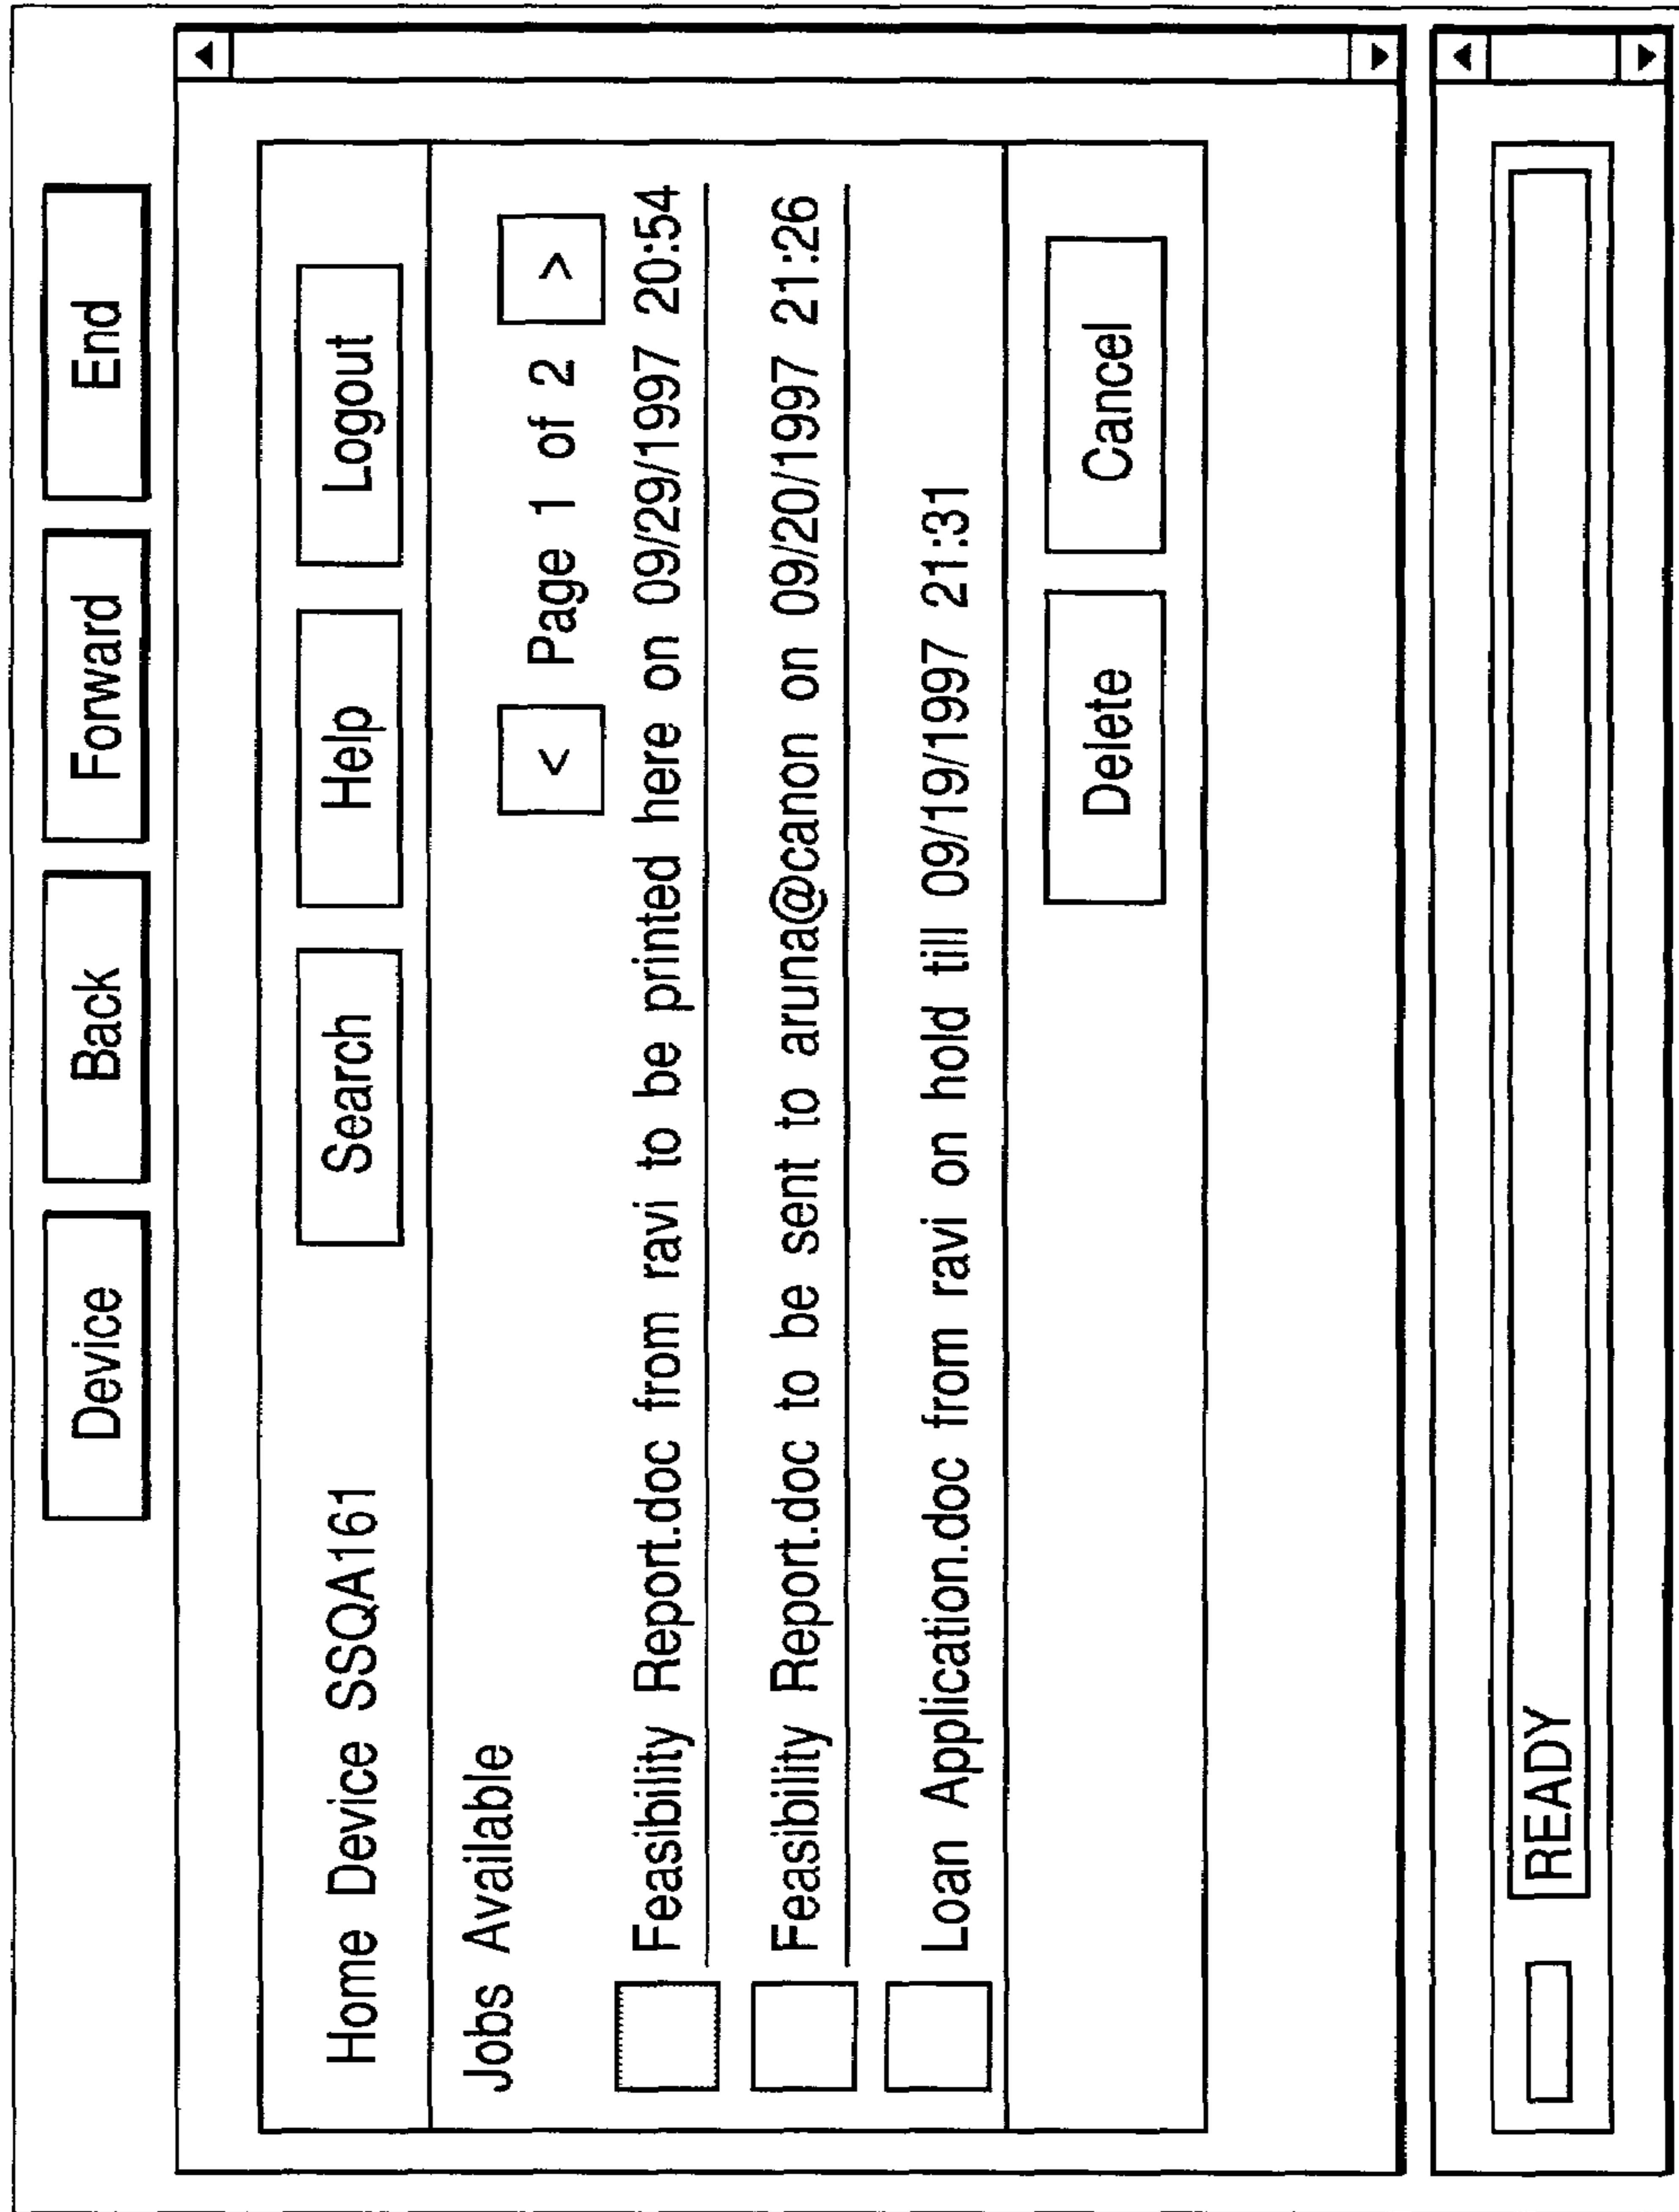 Device Back Forward End
Home Device SSQA161 Search Help Logout
Jobs Available
< Page 1 of 2 >
Feasibility Report.doc from ravi to be printed here on 09/29/1997 20:54
Feasibility Report.doc to be sent to aruna@canon on 09/20/1997 21:26
Loan Application.doc from ravi on hold till 09/19/1997 21:31
Delete Cancel
READY